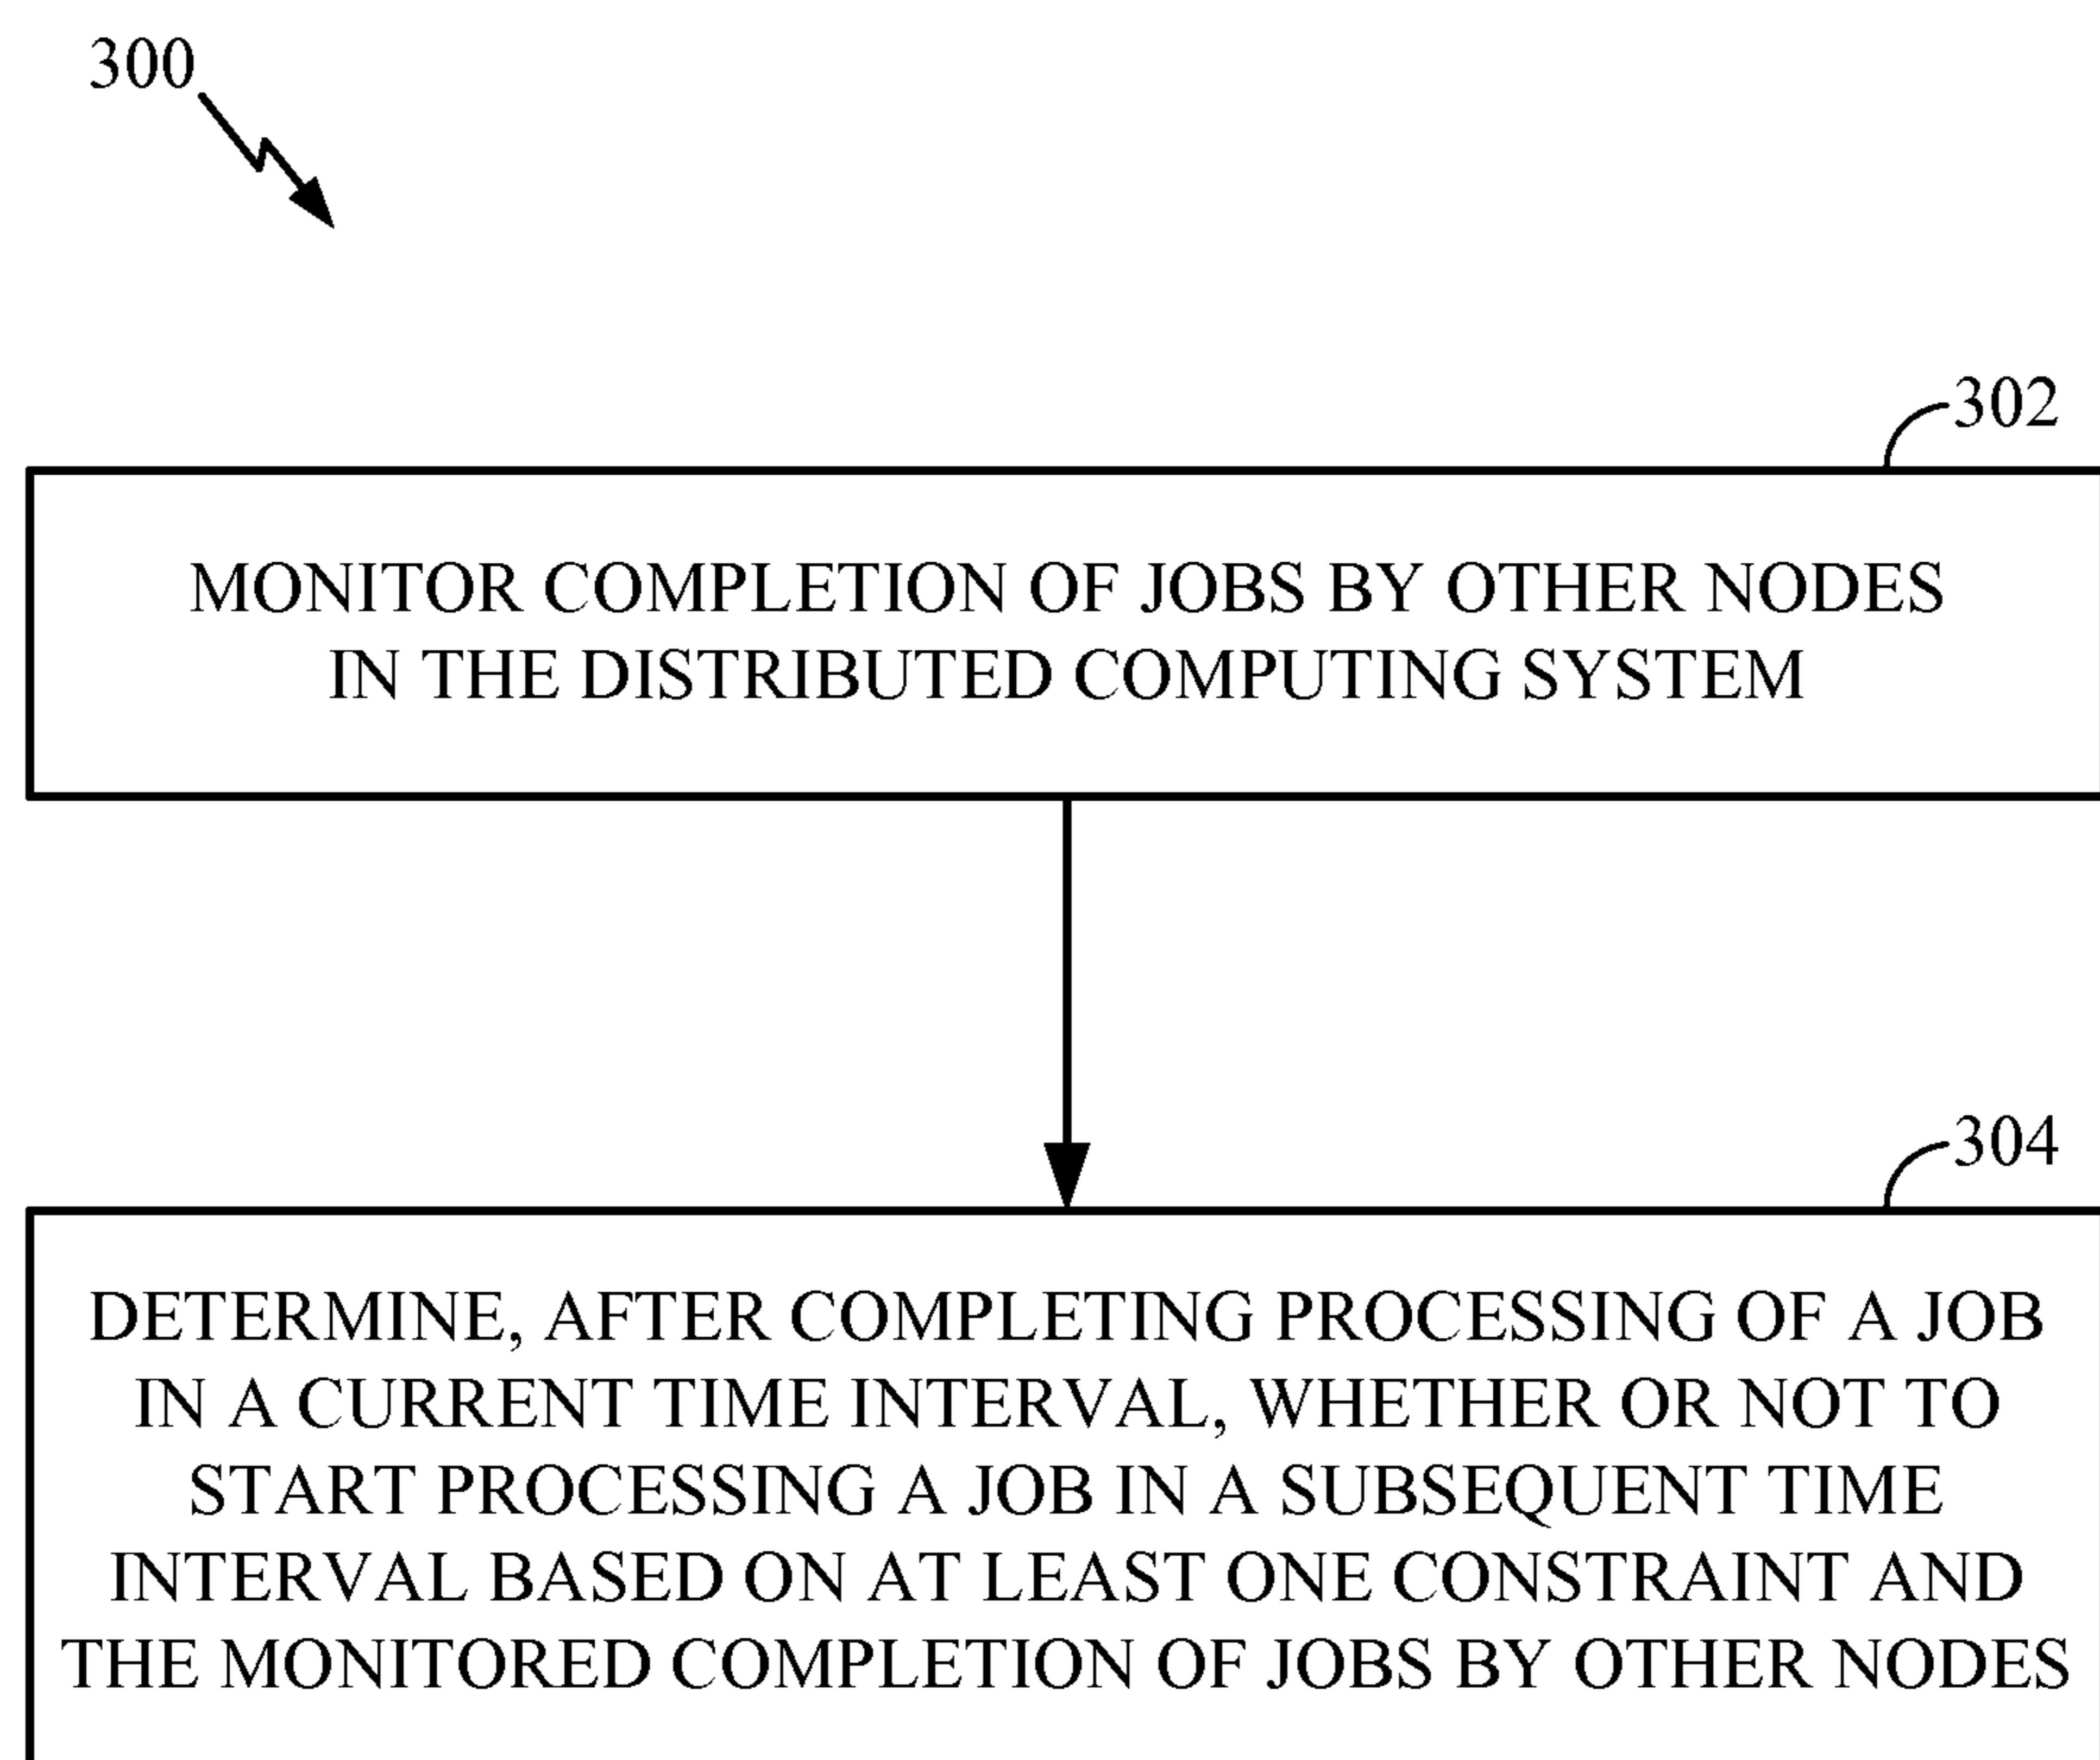 300
302
MONITOR COMPLETION OF JOBS BY OTHER NODES
IN THE DISTRIBUTED COMPUTING SYSTEM
304
DETERMINE, AFTER COMPLETING PROCESSING OF A JOB
IN A CURRENT TIME INTERVAL, WHETHER OR NOT TO
START PROCESSING A JOB IN A SUBSEQUENT TIME
INTERVAL BASED ON AT LEAST ONE CONSTRAINT AND
THE MONITORED COMPLETION OF JOBS BY OTHER NODES